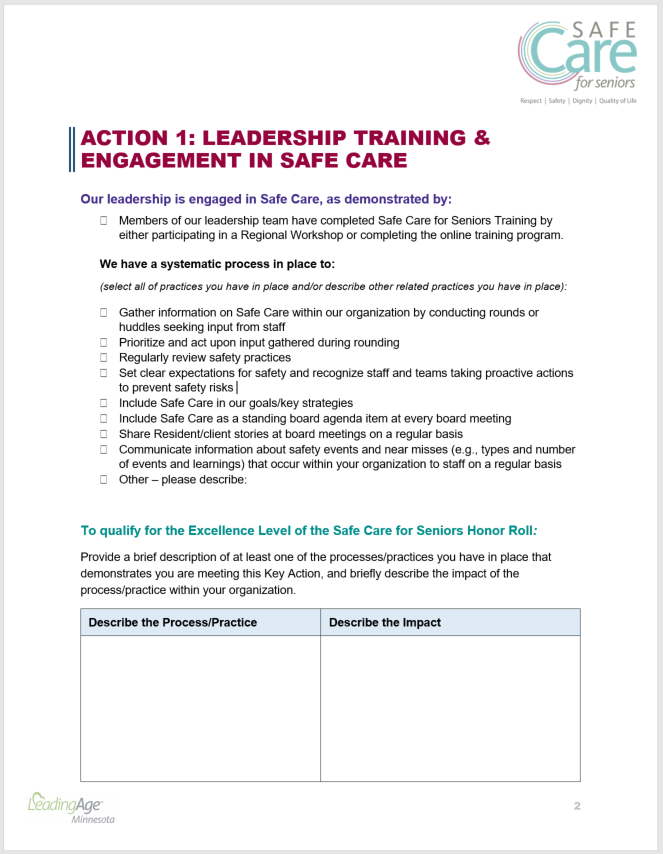 SAFE
Care
for seniors
Respect | Safety | Dignity | Quality of Life
ACTION 1: LEADERSHIP TRAINING &
ENGAGEMENT IN SAFE CARE
Our leadership is engaged in Safe Care, as demonstrated by:
☐ Members of our leadership team have completed Safe Care for Seniors Training by
either participating in a Regional Workshop or completing the online training program.
We have a systematic process in place to:
(select all of practices you have in place and/or describe other related practices you have in place):
☐ Gather information on Safe Care within our organization by conducting rounds or
huddles seeking input from staff
☐ Prioritize and act upon input gathered during rounding
☐ Regularly review safety practices
☐ Set clear expectations for safety and recognize staff and teams taking proactive actions
to prevent safety risks
☐ Include Safe Care in our goals/key strategies
☐ Include Safe Care as a standing board agenda item at every board meeting
☐ Share Resident/client stories at board meetings on a regular basis
☐ Communicate information about safety events and near misses (e.g., types and number
of events and learnings) that occur within your organization to staff on a regular basis
☐ Other – please describe:
To qualify for the Excellence Level of the Safe Care for Seniors Honor Roll:
Provide a brief description of at least one of the processes/practices you have in place that
demonstrates you are meeting this Key Action, and briefly describe the impact of the
process/practice within your organization.
Describe the Process/Practice Describe the Impact
LeadingAge™
Minnesota
2